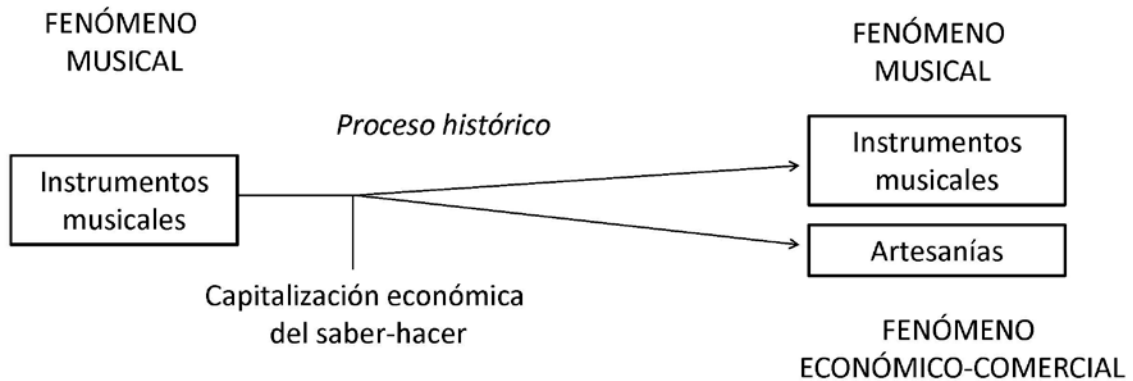 FENÓMENO
MUSICAL
Instrumentos
musicales
Proceso histórico
Capitalización económica
del saber-hacer
FENÓMENO
MUSICAL
Instrumentos
musicales
Artesanías
FENÓMENO
ECONÓMICO-COMERCIAL